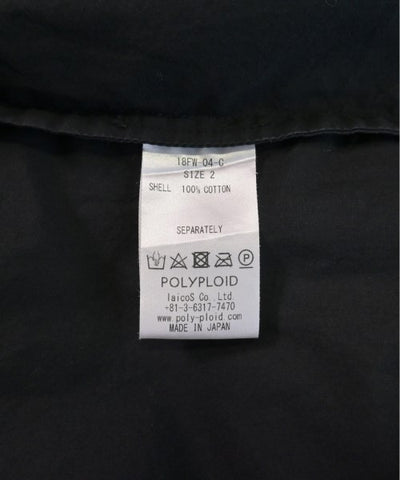 18FW-04-G
SIZE 2
SHELL 100% COTTON
SEPARATELY
POLYPLOID
laicoS Co.,Ltd.
+81-3-6317-7470
www.poly-ploid.com
MADE IN JAPAN